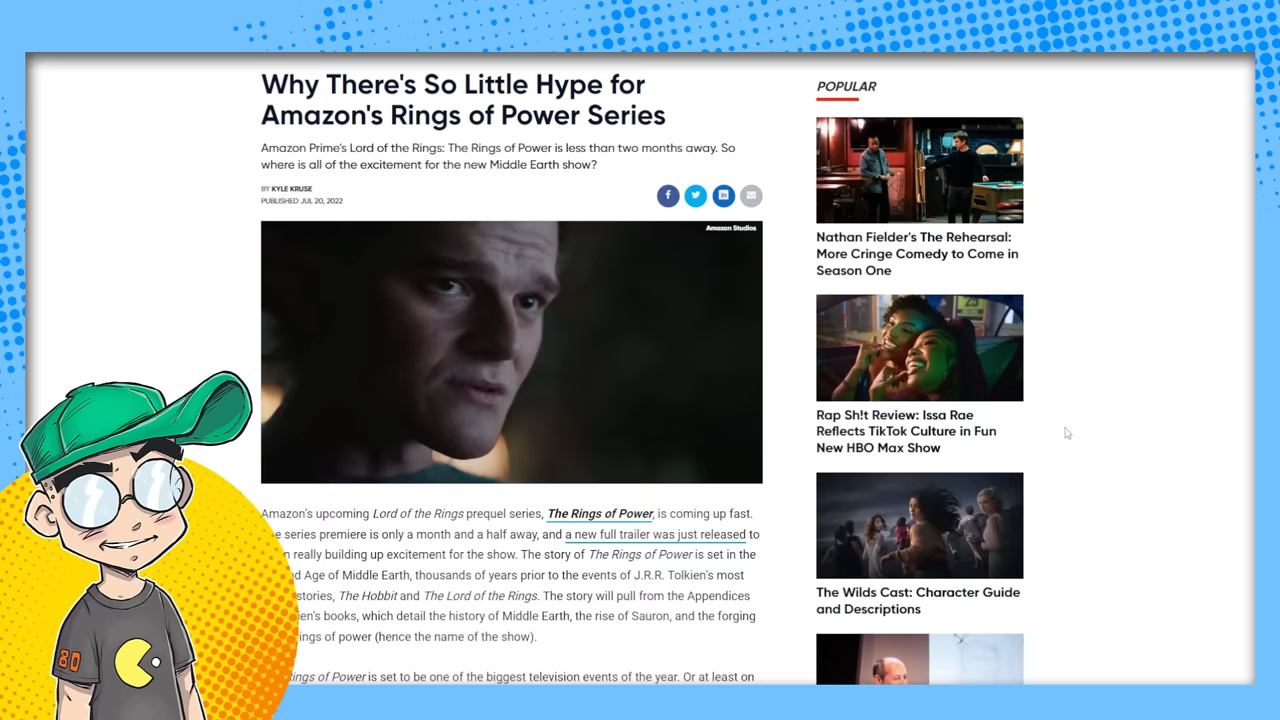 Why There's So Little Hype for
Amazon's Rings of Power Series
Amazon Prime's Lord of the Rings: The Rings of Power is less than two months away. So
where is all of the excitement for the new Middle Earth show?
BY KYLE KRUSE
PUBLISHED JUL 20, 2022
Amazon Studios
Amazon's upcoming Lord of the Rings prequel series, The Rings of Power, is coming up fast.
series premiere is only a month and a half away, and a new full trailer was just released to
really building up excitement for the show. The story of The Rings of Power is set in the
Age of Middle Earth, thousands of years prior to the events of J.R.R. Tolkien's most
stories, The Hobbit and The Lord of the Rings. The story will pull from the Appendices
books, which detail the history of Middle Earth, the rise of Sauron, and the forging
of power (hence the name of the show).
Rings of Power is set to be one of the biggest television events of the year. Or at least on
POPULAR
Nathan Fielder's The Rehearsal:
More Cringe Comedy to Come in
Season One
Rap Sh!t Review: Issa Rae
Reflects TikTok Culture in Fun
New HBO Max Show
The Wilds Cast: Character Guide
and Descriptions
80